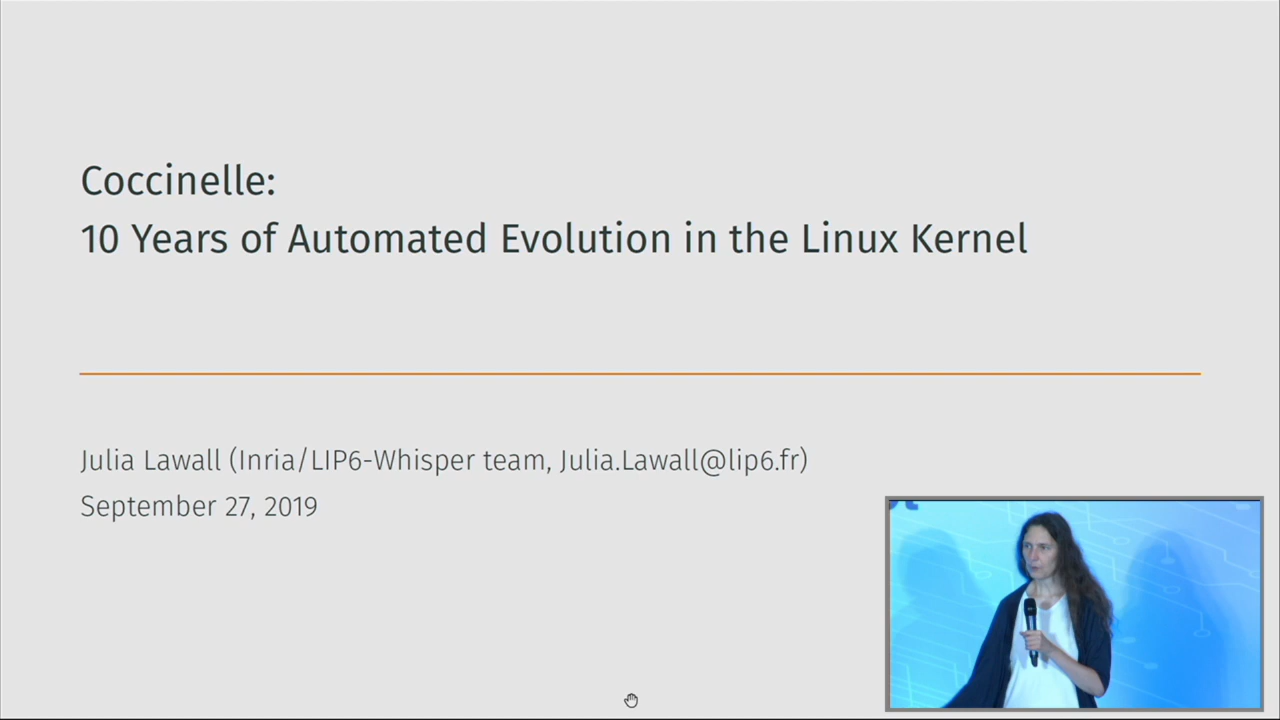 Coccinelle:
10 Years of Automated Evolution in the Linux Kernel
Julia Lawall (Inria/LIP6-Whisper team, Julia.Lawall@lip6.fr)
September 27, 2019